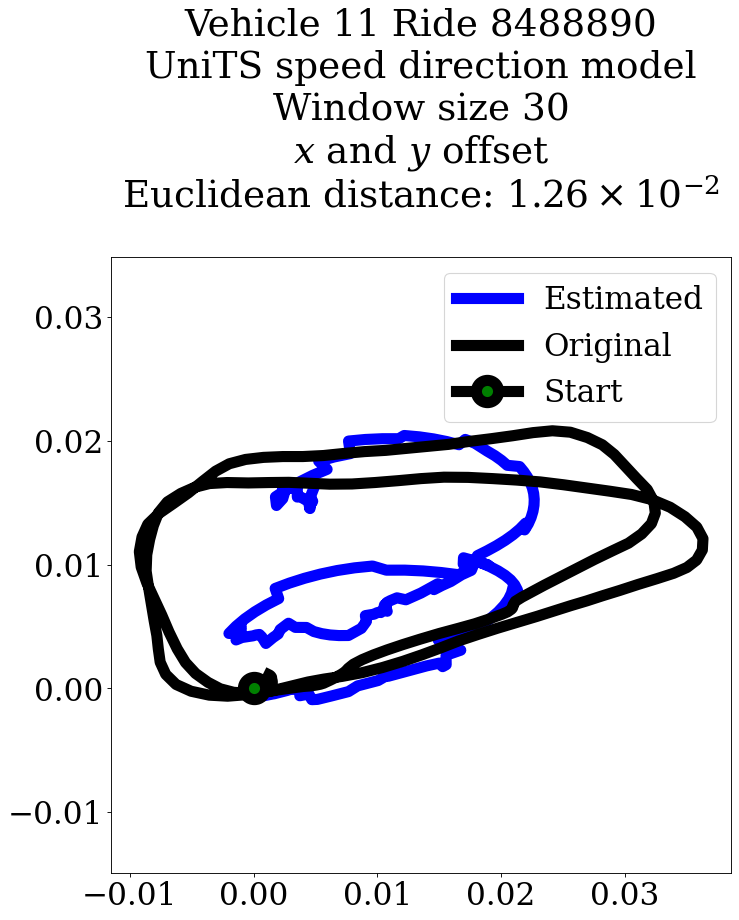 Vehicle 11 Ride 8488890
UniTS speed direction model
Window size 30
x and y offset
Euclidean distance: 1.26 × 10⁻²
Estimated
Original
Start
0.03
0.02
0.01
0.00
−0.01
−0.01 0.00 0.01 0.02 0.03